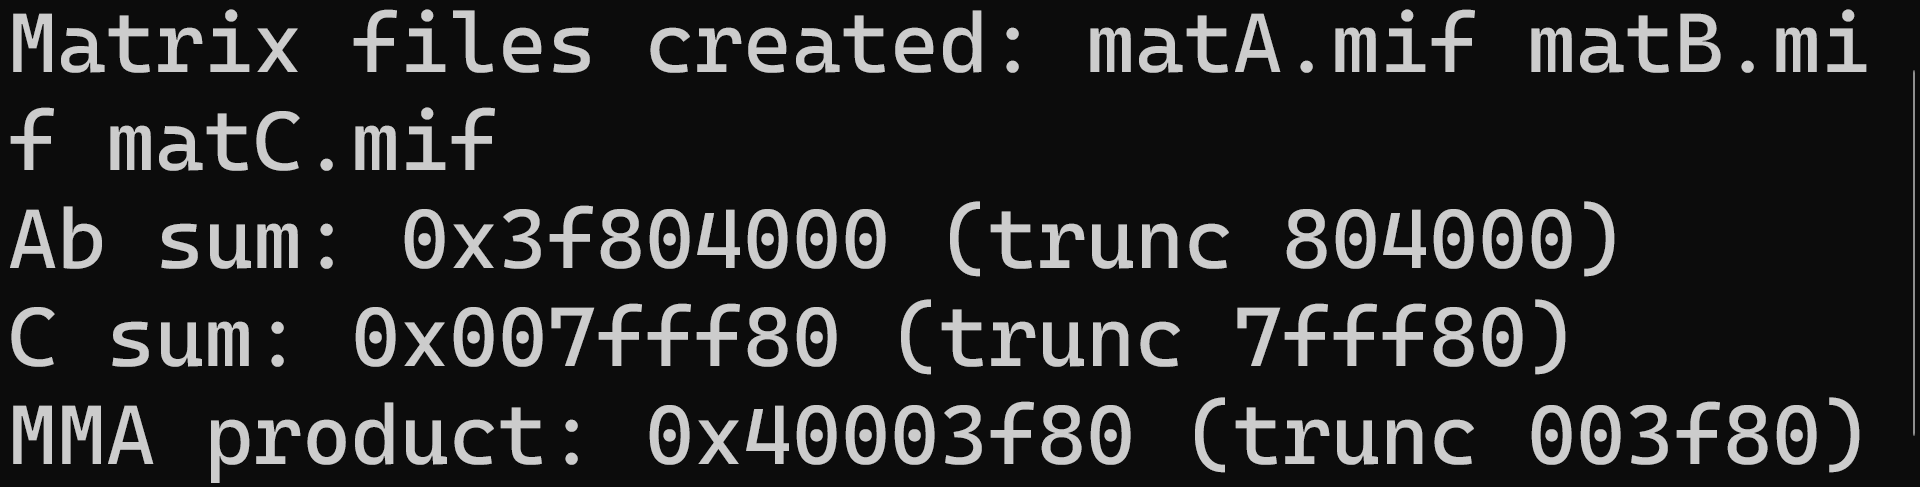 Matrix files created: matA.mif matB.mi
f matC.mif
Ab sum: 0x3f804000 (trunc 804000)
C sum: 0x007fff80 (trunc 7fff80)
MMA product: 0x40003f80 (trunc 003f80)